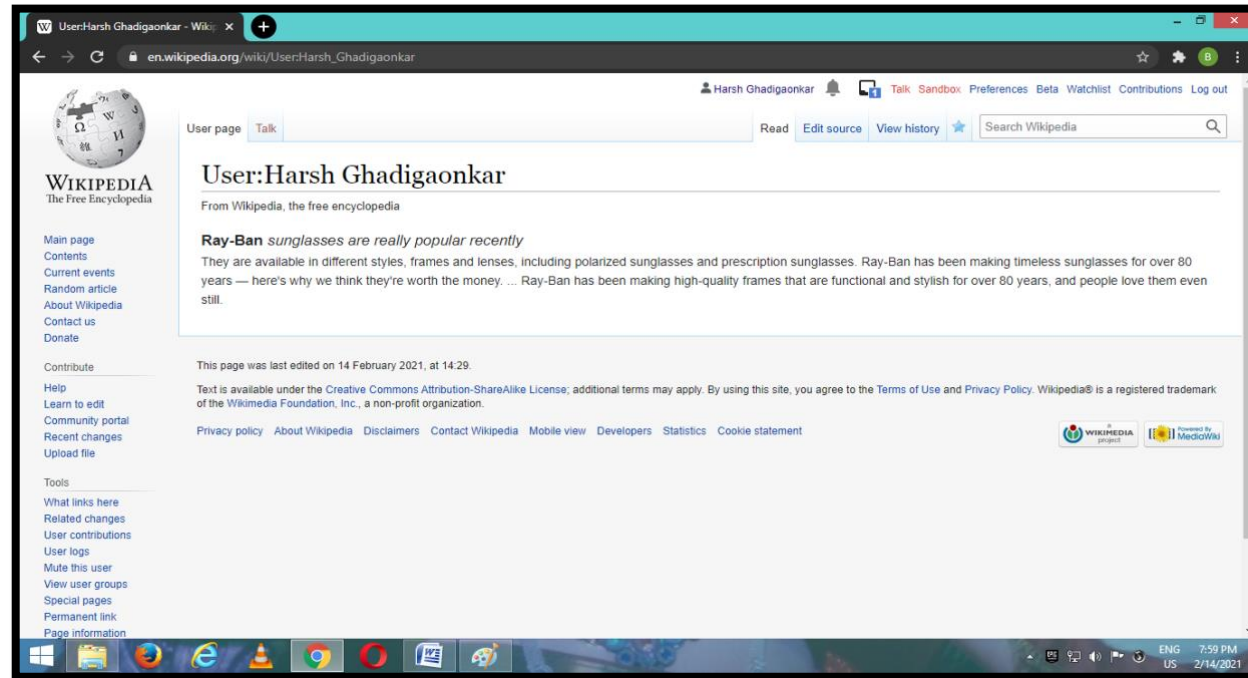 User:Harsh Ghadigaonkar - Wikip
en.wikipedia.org/wiki/User:Harsh_Ghadigaonkar
B
Harsh Ghadigaonkar 1 Talk Sandbox Preferences Beta Watchlist Contributions Log out
User page Talk Read Edit source View history Search Wikipedia
WIKIPEDIA
The Free Encyclopedia
User:Harsh Ghadigaonkar
From Wikipedia, the free encyclopedia
Ray-Ban sunglasses are really popular recently
They are available in different styles, frames and lenses, including polarized sunglasses and prescription sunglasses. Ray-Ban has been making timeless sunglasses for over 80
years — here's why we think they're worth the money. ... Ray-Ban has been making high-quality frames that are functional and stylish for over 80 years, and people love them even
still.
This page was last edited on 14 February 2021, at 14:29.
Text is available under the Creative Commons Attribution-ShareAlike License; additional terms may apply. By using this site, you agree to the Terms of Use and Privacy Policy. Wikipedia® is a registered trademark
of the Wikimedia Foundation, Inc., a non-profit organization.
Privacy policy About Wikipedia Disclaimers Contact Wikipedia Mobile view Developers Statistics Cookie statement
A
WIKIMEDIA
project
Powered By
MediaWiki
Main page
Contents
Current events
Random article
About Wikipedia
Contact us
Donate
Contribute
Help
Learn to edit
Community portal
Recent changes
Upload file
Tools
What links here
Related changes
User contributions
User logs
Mute this user
View user groups
Special pages
Permanent link
Page information
ENG 7:59 PM
US 2/14/2021